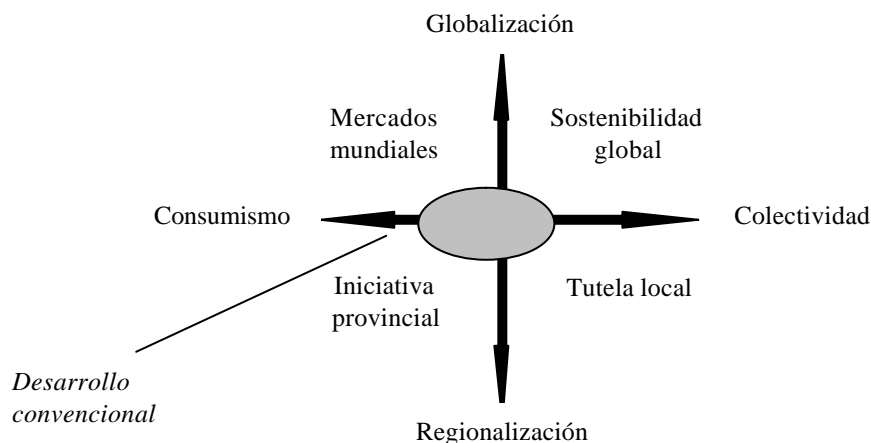 Globalización
Mercados
mundiales
Sostenibilidad
global
Consumismo
Colectividad
Iniciativa
provincial
Tutela local
Desarrollo
convencional
Regionalización